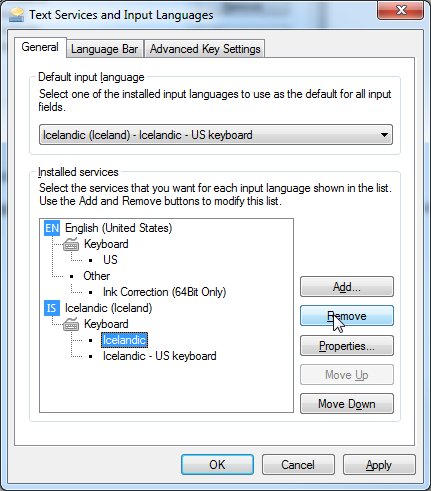 Text Services and Input Languages
General
Language Bar
Advanced Key Settings
Default input language
Select one of the installed input languages to use as the default for all input
fields.
Icelandic (Iceland) - Icelandic - US keyboard
Installed services
Select the services that you want for each input language shown in the list.
Use the Add and Remove buttons to modify this list.
EN English (United States)
Keyboard
US
Other
Ink Correction (64Bit Only)
IS Icelandic (Iceland)
Keyboard
Icelandic
Icelandic - US keyboard
Add...
Remove
Properties...
Move Up
Move Down
OK
Cancel
Apply